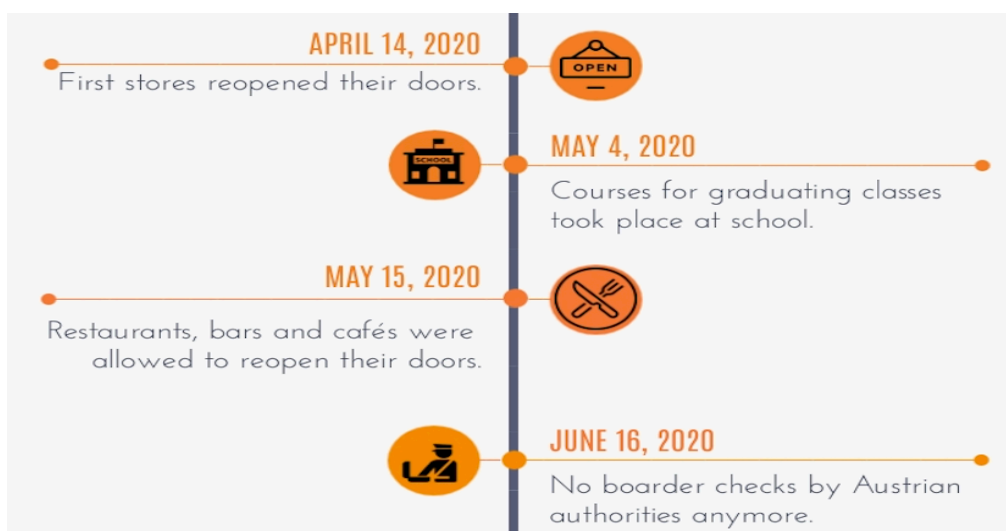 APRIL 14, 2020
First stores reopened their doors.
OPEN
SCHOOL
MAY 4, 2020
Courses for graduating classes
took place at school.
MAY 15, 2020
Restaurants, bars and cafés were
allowed to reopen their doors.
JUNE 16, 2020
No boarder checks by Austrian
authorities anymore.